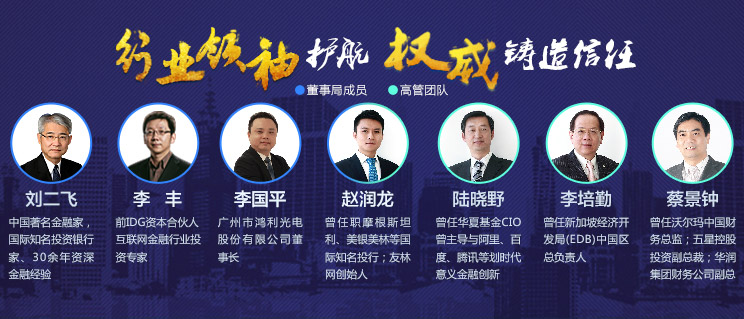 行业领袖护航 权威铸造信任
董事局成员 高管团队
刘二飞 李 丰 李国平 赵润龙 陆晓野 李培勤 蔡景钟
中国著名金融家，
国际知名投资银行
家、30余年资深
金融经验
前IDG资本合伙人
互联网金融行业投
资专家
广州市鸿利光电
股份有限公司董
事长
曾任职摩根斯坦
利、美银美林等国
际知名投行；友林
网创始人
曾任华夏基金CIO
曾主导与阿里、百
度、腾讯等划时代
意义金融创新
曾任新加坡经济开
发局(EDB)中国区
总负责人
曾任沃尔玛中国财
务总监；五星控股
投资副总裁；华润
集团财务公司副总